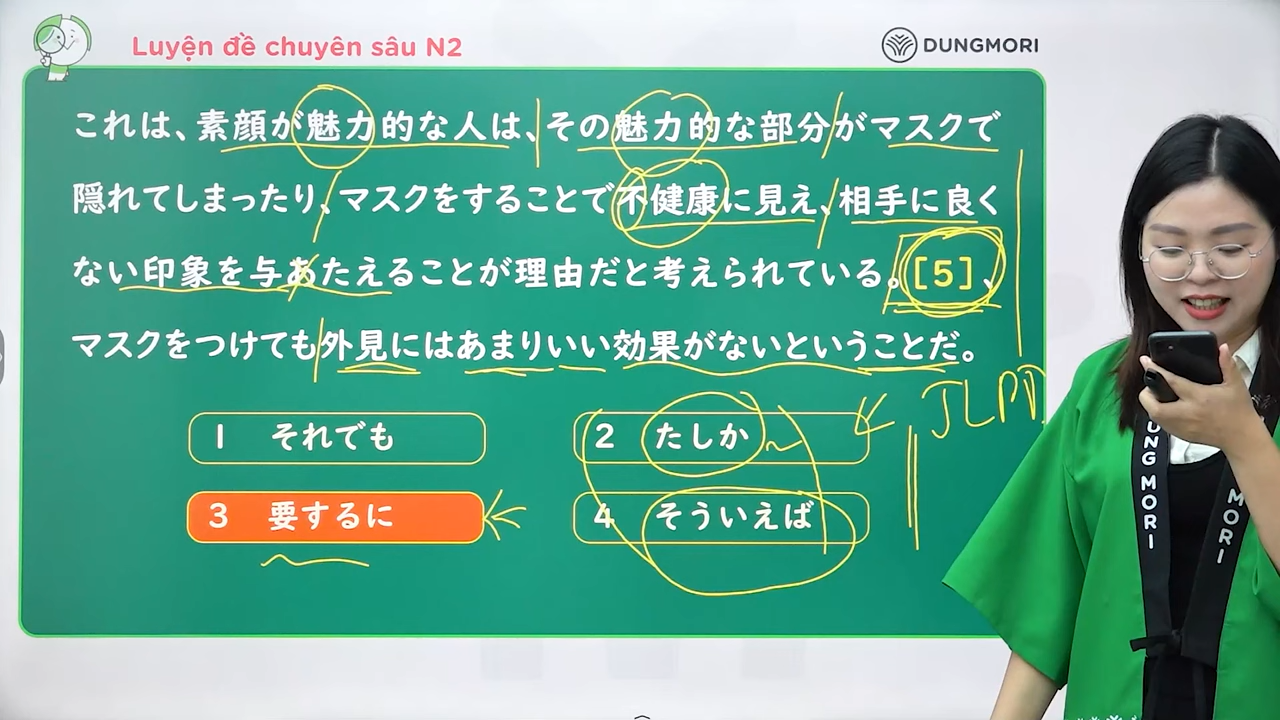 Luyện đề chuyên sâu N2
DUNGMORI
これは、素顔が魅力的な人は、その魅力的な部分がマスクで
隠れてしまったり、マスクをすることで不健康に見え、相手に良く
ない印象を与あたえることが理由だと考えられている。[5]、
マスクをつけても外見にはあまりいい効果がないということだ。
1 それでも
2 たしか
3 要するに
4 そういえば
JLPT
UNG MORI
MORI